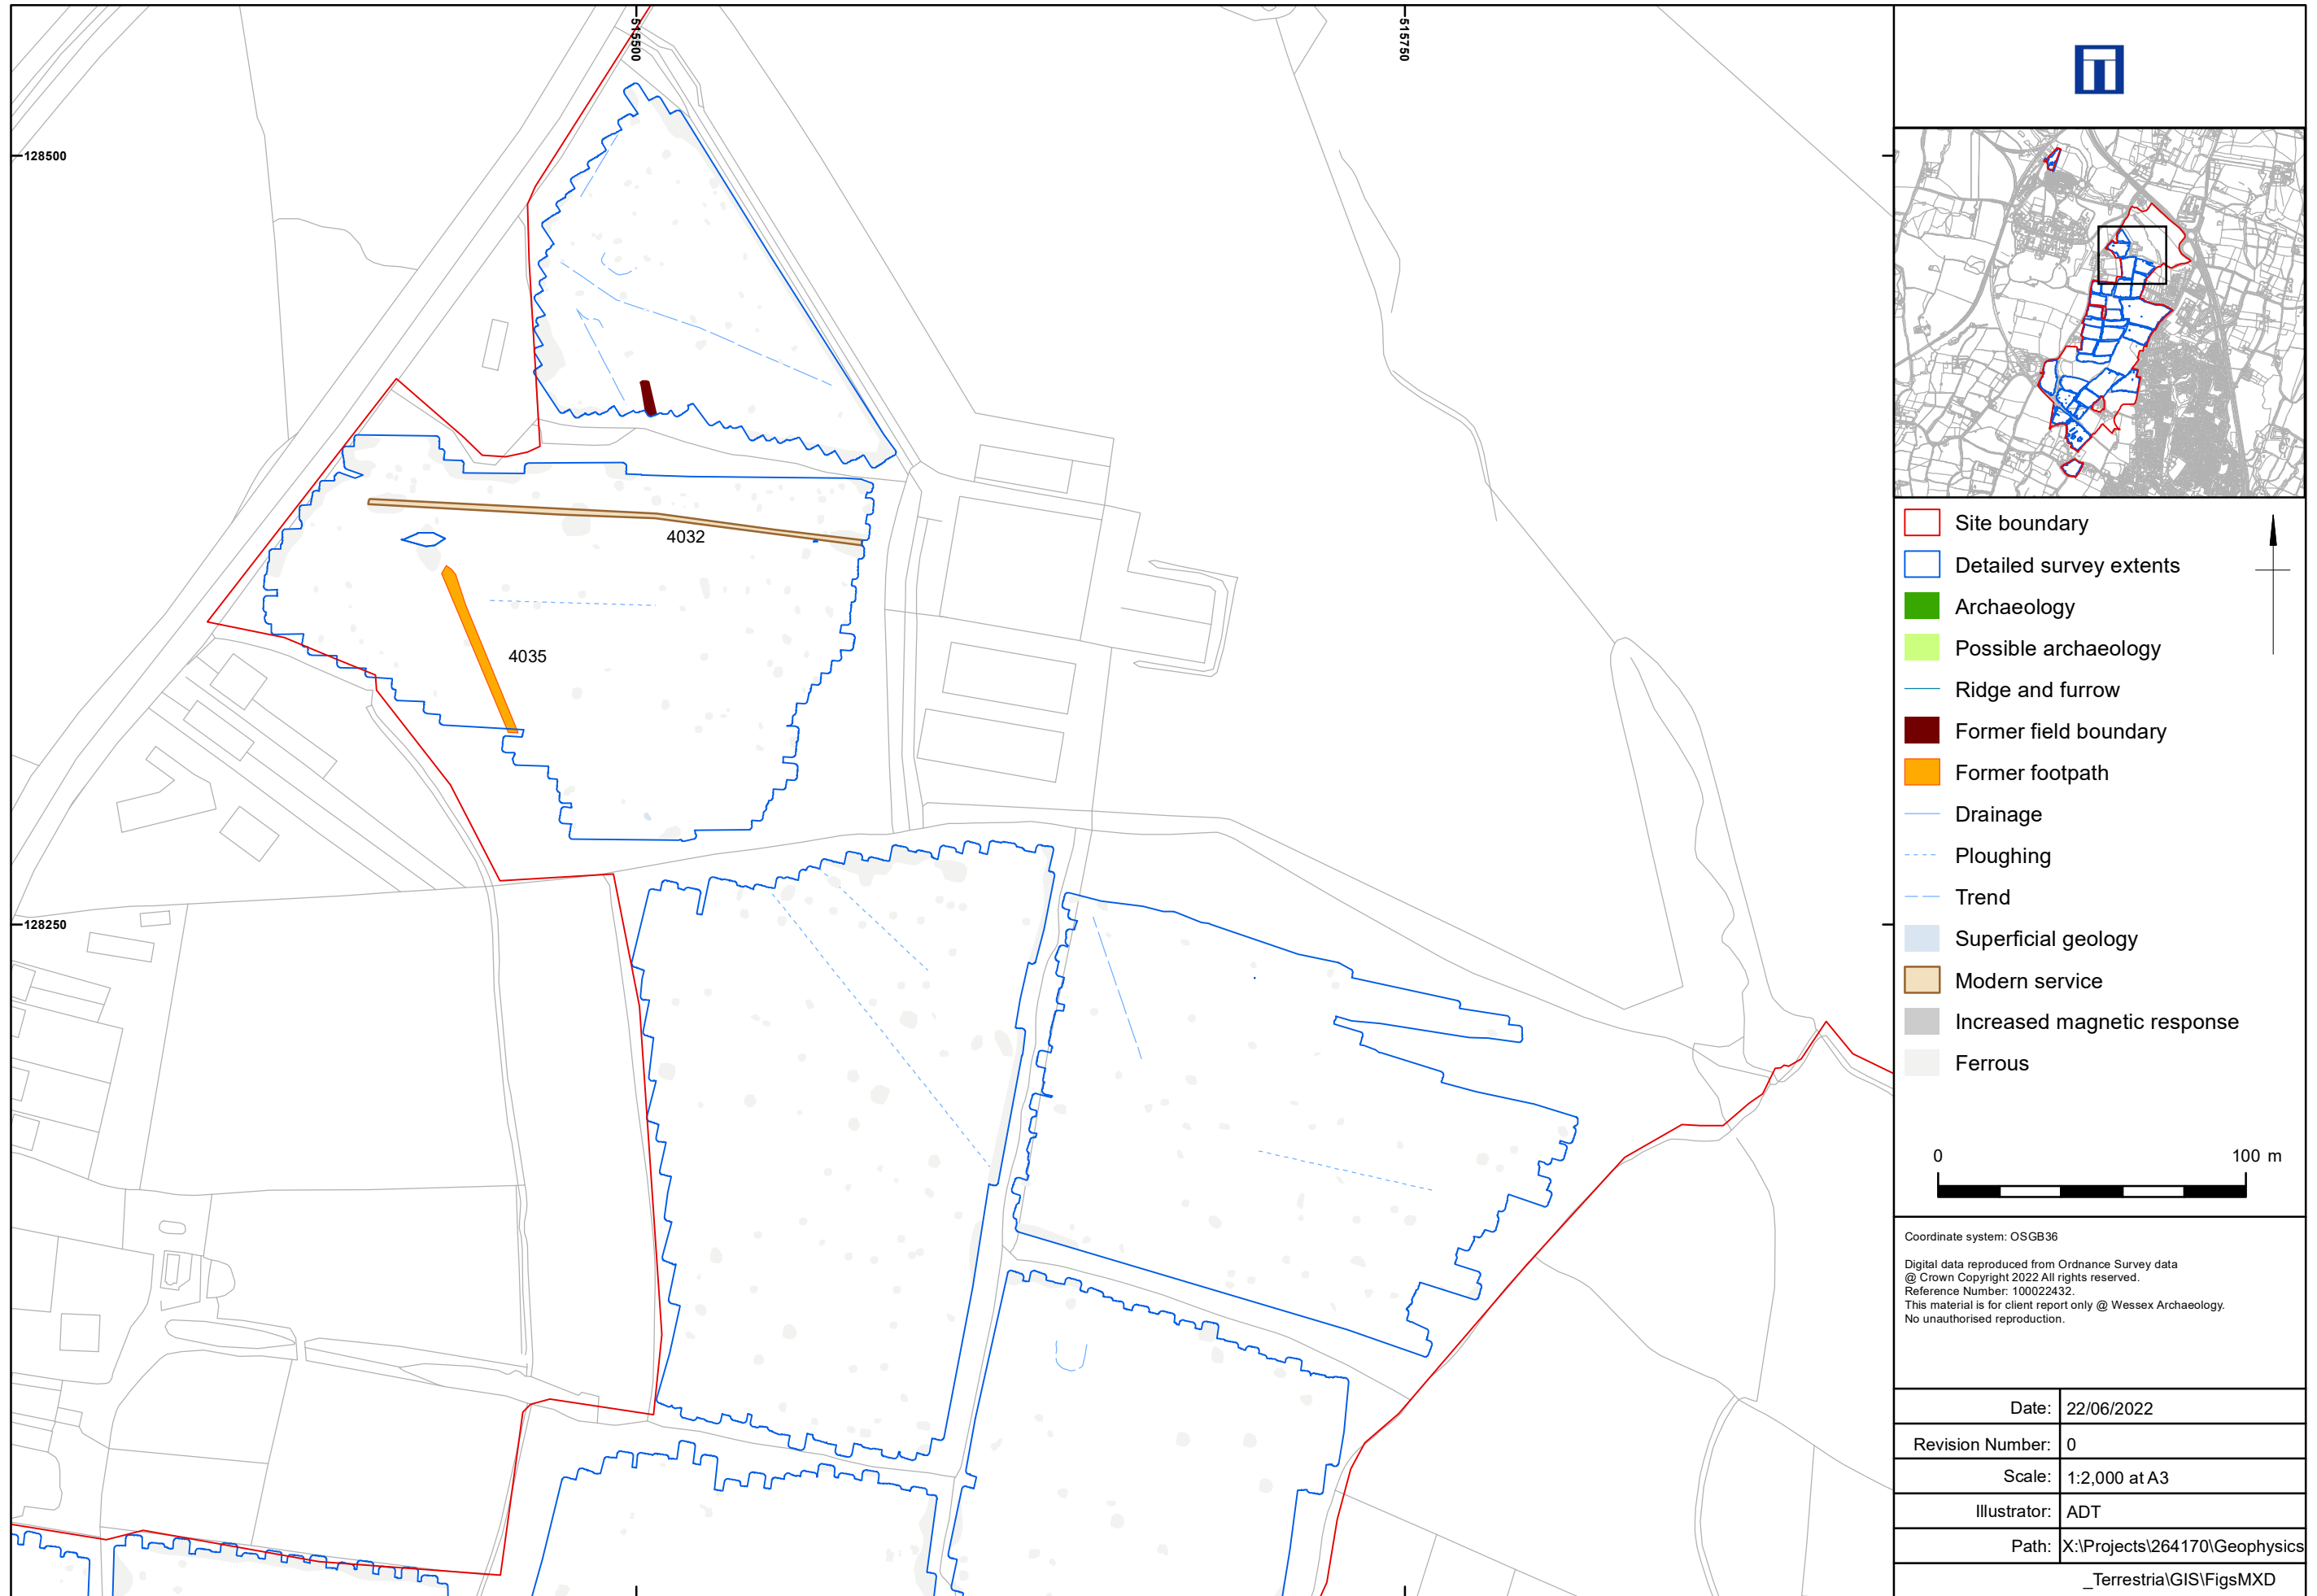 515500
515750
128500
4032
4035
128250
Site boundary
Detailed survey extents
Archaeology
Possible archaeology
Ridge and furrow
Former field boundary
Former footpath
Drainage
Ploughing
Trend
Superficial geology
Modern service
Increased magnetic response
Ferrous
0 100 m
Coordinate system: OSGB36
Digital data reproduced from Ordnance Survey data
@ Crown Copyright 2022 All rights reserved.
Reference Number: 100022432.
This material is for client report only @ Wessex Archaeology.
No unauthorised reproduction.
Date: 22/06/2022
Revision Number: 0
Scale: 1:2,000 at A3
Illustrator: ADT
Path: X:\Projects\264170\Geophysics
_Terrestria\GIS\FigsMXD